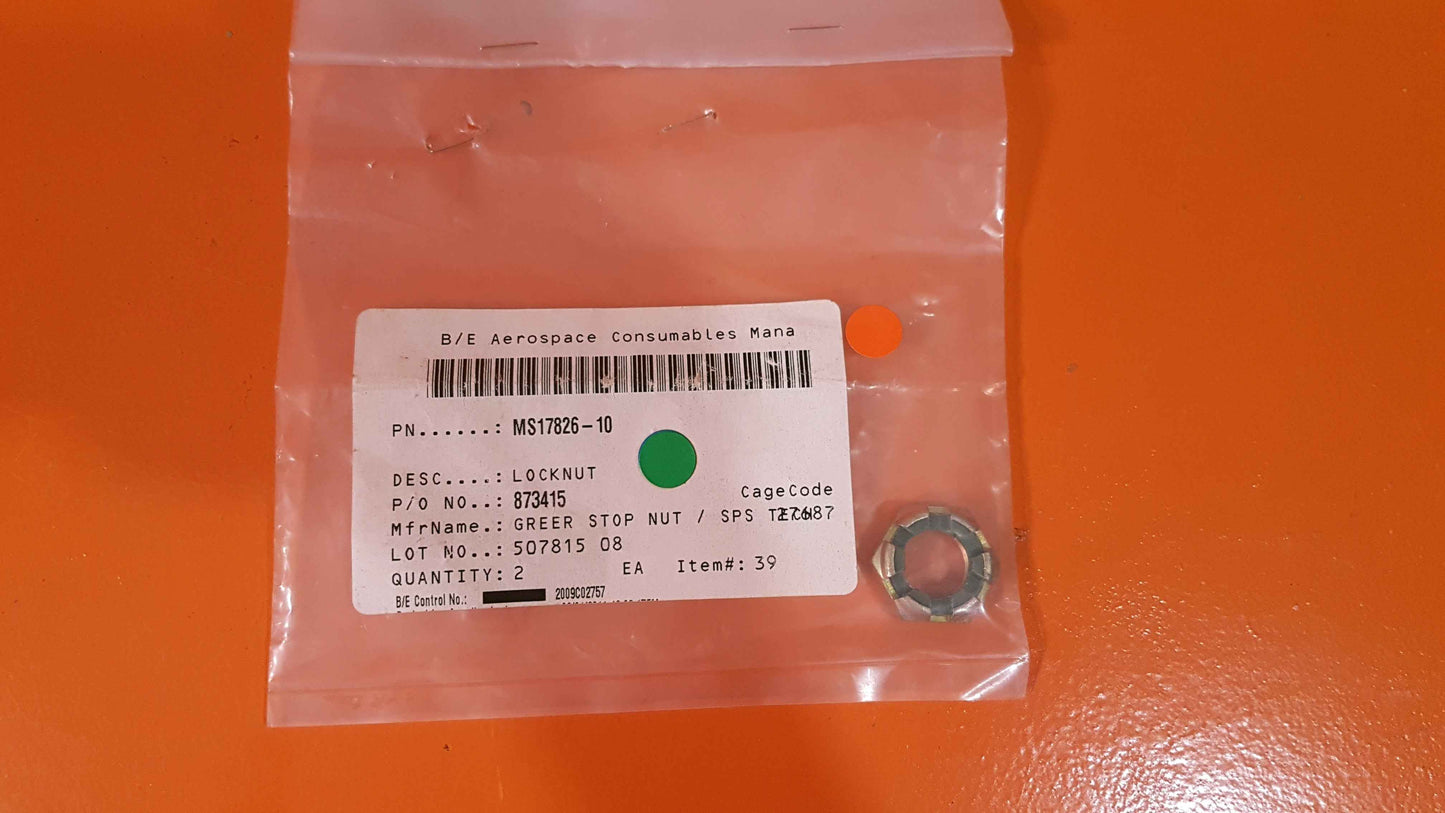 B/E Aerospace Consumables Mana
PN......: MS17826-10
DESC....: LOCKNUT
P/O NO..: 873415 CageCode
MfrName.: GREER STOP NUT / SPS
LOT NO..: 507815 08
QUANTITY: 2 EA Item#: 39
B/E Control No.: 2009C02757